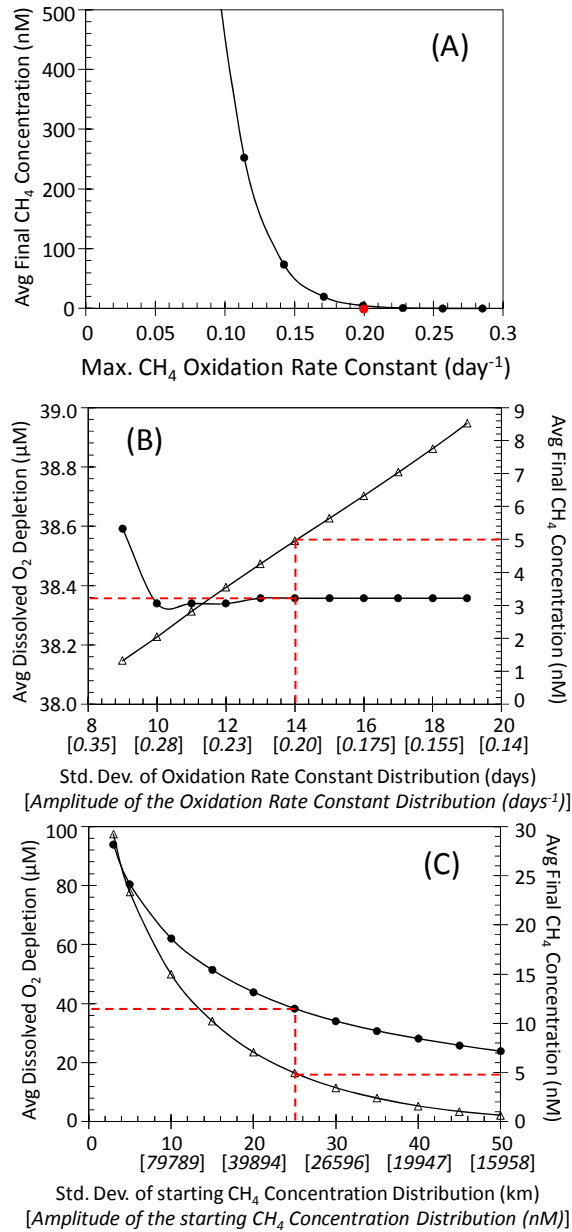 (A)
Avg Final CH4 Concentration (nM)
500
400
300
200
100
0
0 0.05 0.10 0.15 0.20 0.25 0.3
Max. CH4 Oxidation Rate Constant (day-1)
(B)
Avg Dissolved O2 Depletion (µM)
39.0
38.8
38.6
38.4
38.2
38.0
9
8
7
6
5
4
3
2
1
0
Avg Final CH4 Concentration (nM)
8 10 12 14 16 18 20
[0.35] [0.28] [0.23] [0.20] [0.175] [0.155] [0.14]
Std. Dev. of Oxidation Rate Constant Distribution (days)
[Amplitude of the Oxidation Rate Constant Distribution (days-1)]
(C)
Avg Dissolved O2 Depletion (µM)
100
80
60
40
20
0
30
25
20
15
10
5
0
Avg Final CH4 Concentration (nM)
0 10 20 30 40 50
[79789] [39894] [26596] [19947] [15958]
Std. Dev. of starting CH4 Concentration Distribution (km)
[Amplitude of the starting CH4 Concentration Distribution (nM)]